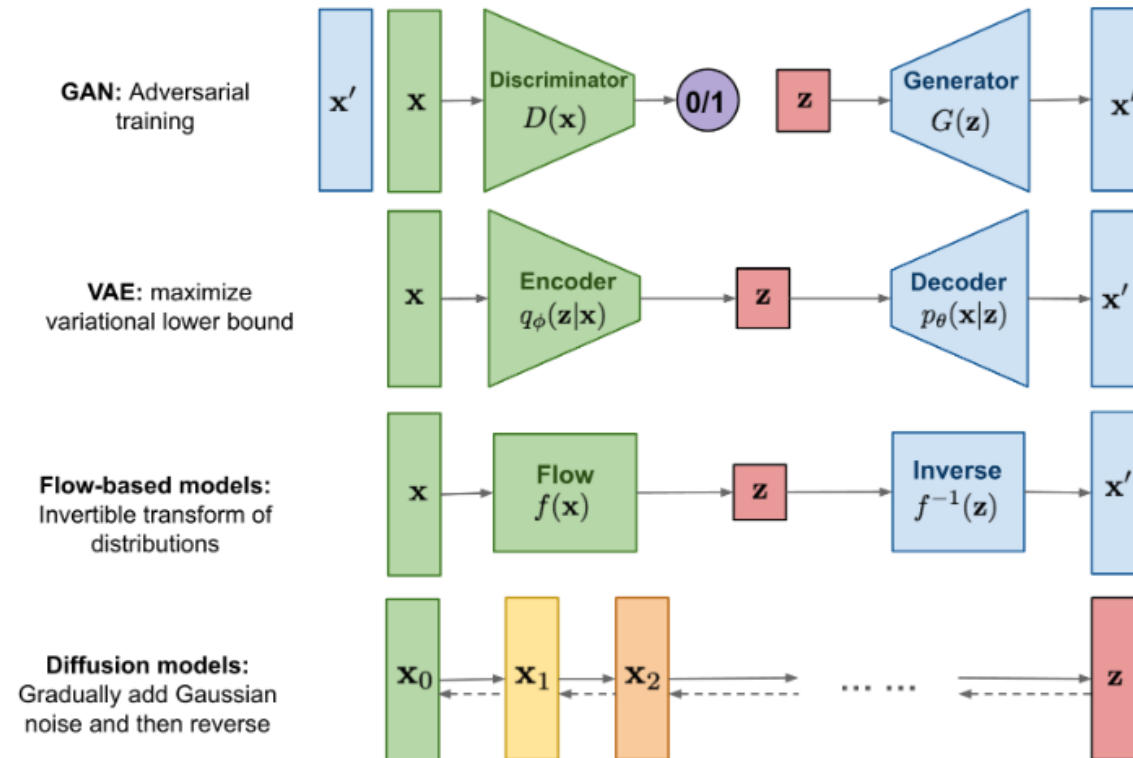 GAN: Adversarial
training
x′
x
Discriminator
D(x)
0/1
z
Generator
G(z)
x′
VAE: maximize
variational lower bound
x
Encoder
qϕ(z|x)
z
Decoder
pθ(x|z)
x′
Flow-based models:
Invertible transform of
distributions
x
Flow
f(x)
z
Inverse
f⁻¹(z)
x′
Diffusion models:
Gradually add Gaussian
noise and then reverse
x₀
x₁
x₂
... ...
z